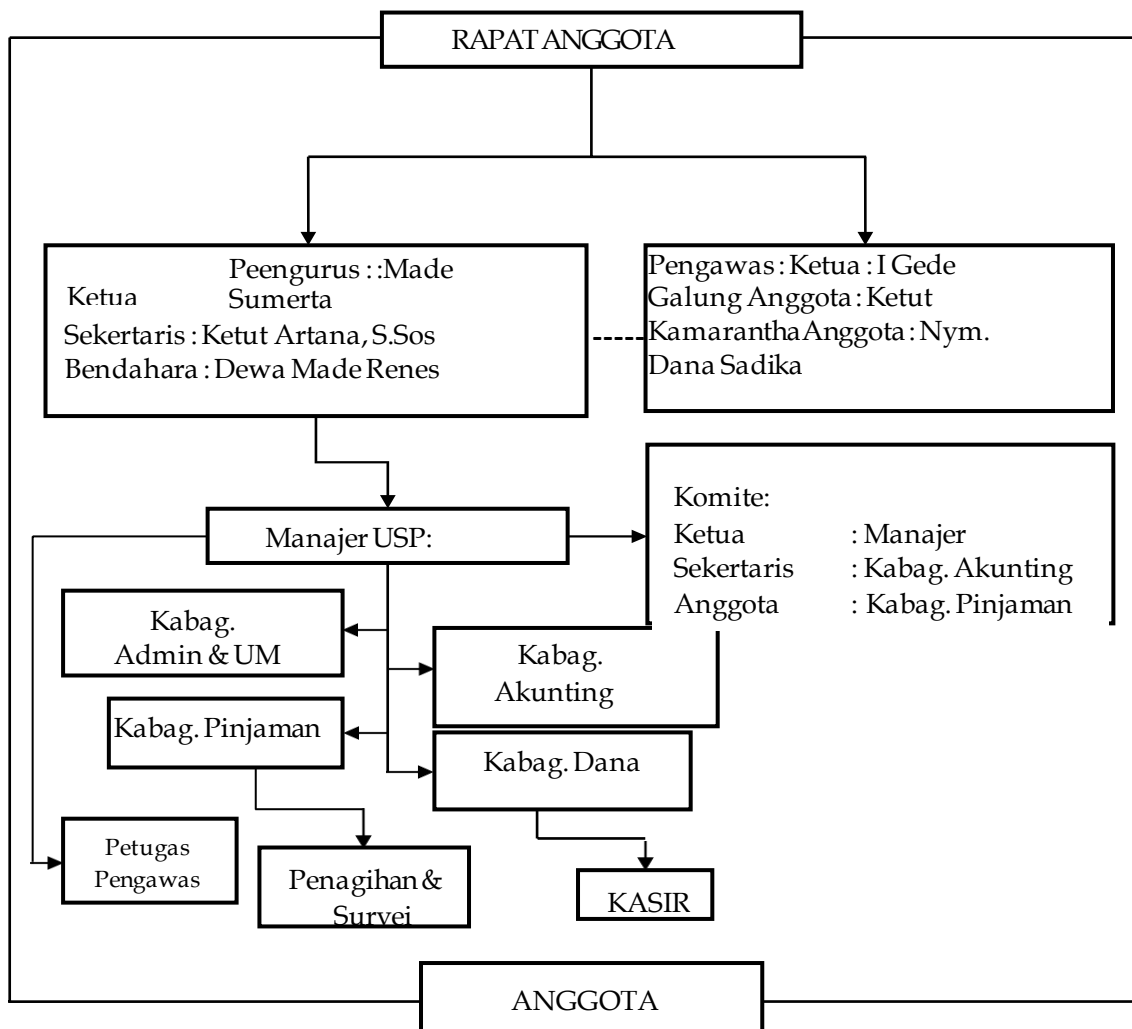 RAPAT ANGGOTA
Peengurus : :Made
Ketua Sumerta
Sekertaris : Ketut Artana, S.Sos
Bendahara : Dewa Made Renes
Pengawas : Ketua : I Gede
Galung Anggota : Ketut
Kamarantha Anggota : Nym.
Dana Sadika
Manajer USP:
Komite:
Ketua : Manajer
Sekertaris : Kabag. Akunting
Anggota : Kabag. Pinjaman
Kabag.
Admin & UM
Kabag.
Akunting
Kabag. Pinjaman
Kabag. Dana
Petugas
Pengawas
Penagihan &
Survei
KASIR
ANGGOTA